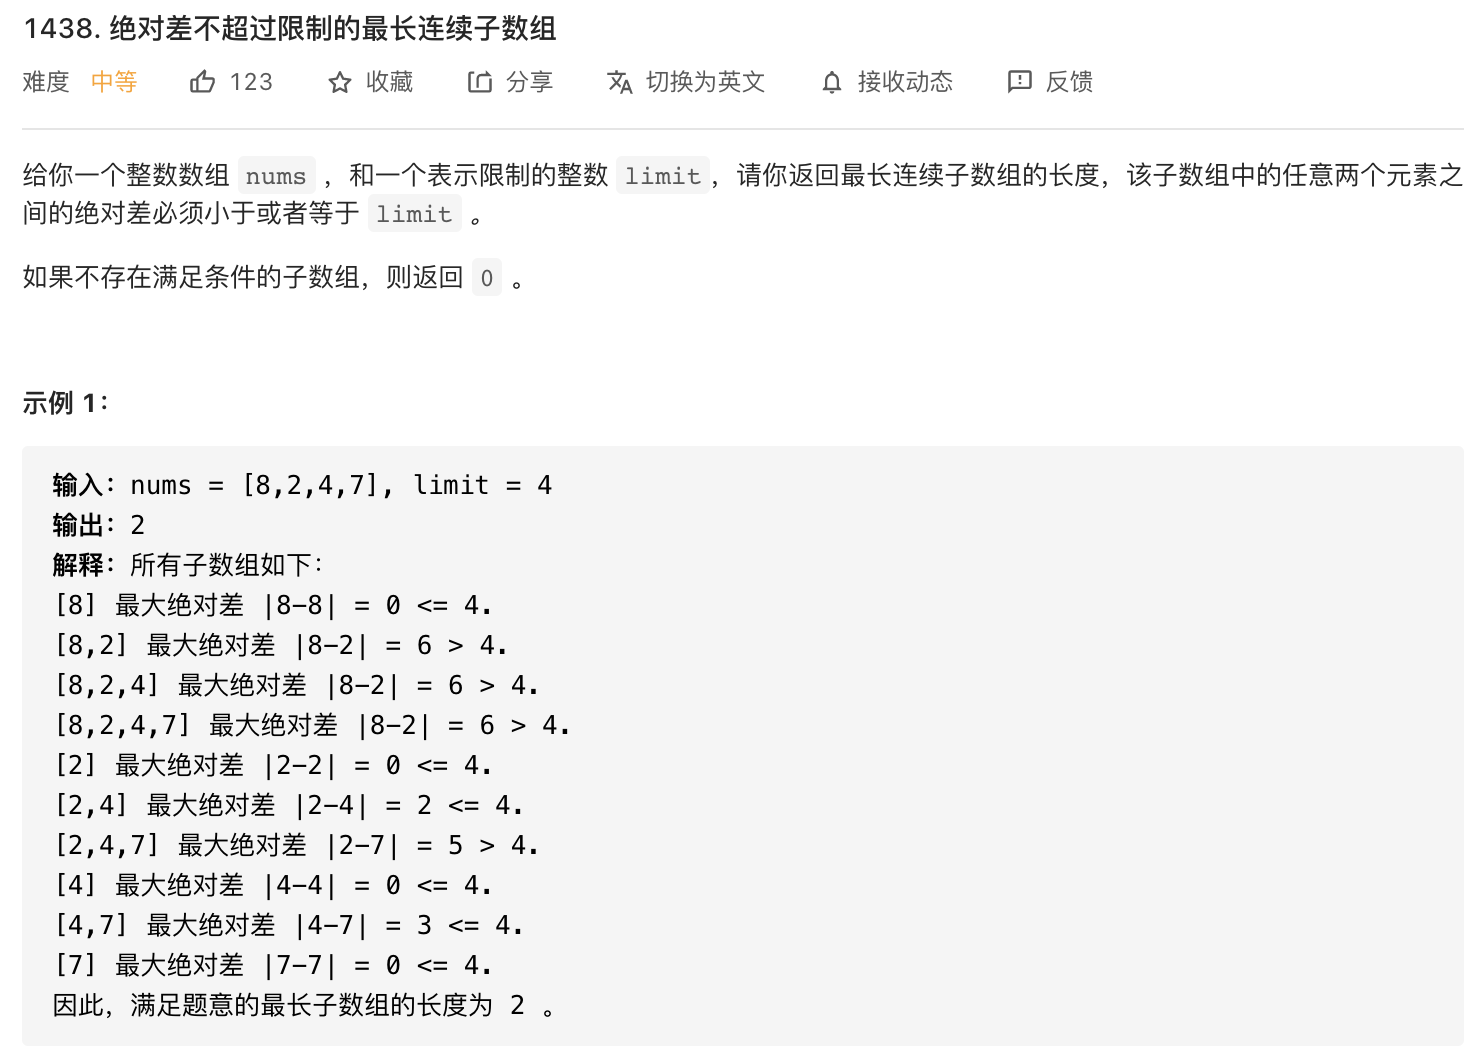 1438. 绝对差不超过限制的最长连续子数组
难度 中等 123 收藏 分享 切换为英文 接收动态 反馈
给你一个整数数组 nums ，和一个表示限制的整数 limit，请你返回最长连续子数组的长度，该子数组中的任意两个元素之
间的绝对差必须小于或者等于 limit 。
如果不存在满足条件的子数组，则返回 0 。
示例 1：
输入：nums = [8,2,4,7], limit = 4
输出：2
解释：所有子数组如下：
[8] 最大绝对差 |8-8| = 0 <= 4.
[8,2] 最大绝对差 |8-2| = 6 > 4.
[8,2,4] 最大绝对差 |8-2| = 6 > 4.
[8,2,4,7] 最大绝对差 |8-2| = 6 > 4.
[2] 最大绝对差 |2-2| = 0 <= 4.
[2,4] 最大绝对差 |2-4| = 2 <= 4.
[2,4,7] 最大绝对差 |2-7| = 5 > 4.
[4] 最大绝对差 |4-4| = 0 <= 4.
[4,7] 最大绝对差 |4-7| = 3 <= 4.
[7] 最大绝对差 |7-7| = 0 <= 4.
因此，满足题意的最长子数组的长度为 2 。